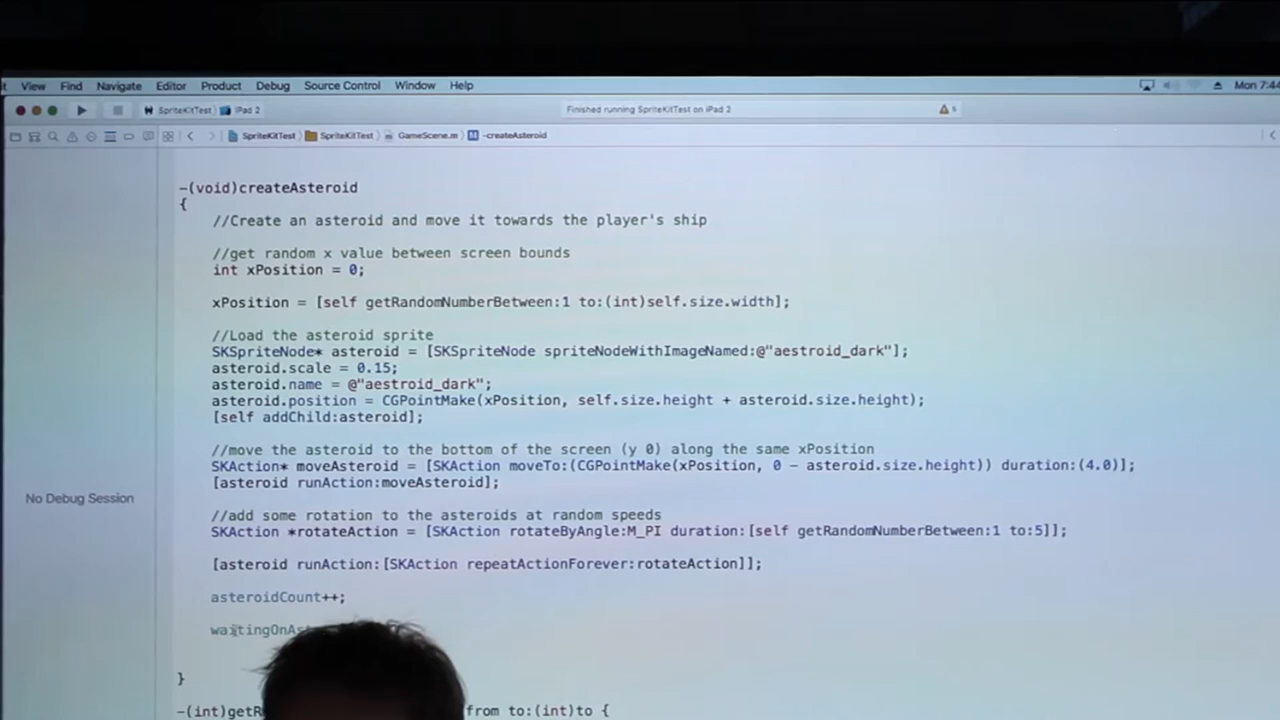 View Find Navigate Editor Product Debug Source Control Window Help Mon 7:44
SpriteKitTest iPad 2 Finished running SpriteKitTest on iPad 2
SpriteKitTest SpriteKitTest GameScene.m M -createAsteroid
-(void)createAsteroid
{
//Create an asteroid and move it towards the player's ship
//get random x value between screen bounds
int xPosition = 0;
xPosition = [self getRandomNumberBetween:1 to:(int)self.size.width];
//Load the asteroid sprite
SKSpriteNode* asteroid = [SKSpriteNode spriteNodeWithImageNamed:@"aestroid_dark"];
asteroid.scale = 0.15;
asteroid.name = @"aestroid_dark";
asteroid.position = CGPointMake(xPosition, self.size.height + asteroid.size.height);
[self addChild:asteroid];
//move the asteroid to the bottom of the screen (y 0) along the same xPosition
SKAction* moveAsteroid = [SKAction moveTo:(CGPointMake(xPosition, 0 - asteroid.size.height)) duration:(4.0)];
[asteroid runAction:moveAsteroid];
No Debug Session
//add some rotation to the asteroids at random speeds
SKAction *rotateAction = [SKAction rotateByAngle:M_PI duration:[self getRandomNumberBetween:1 to:5]];
[asteroid runAction:[SKAction repeatActionForever:rotateAction]];
asteroidCount++;
waitingOnAs
}
-(int)getR from to:(int)to {